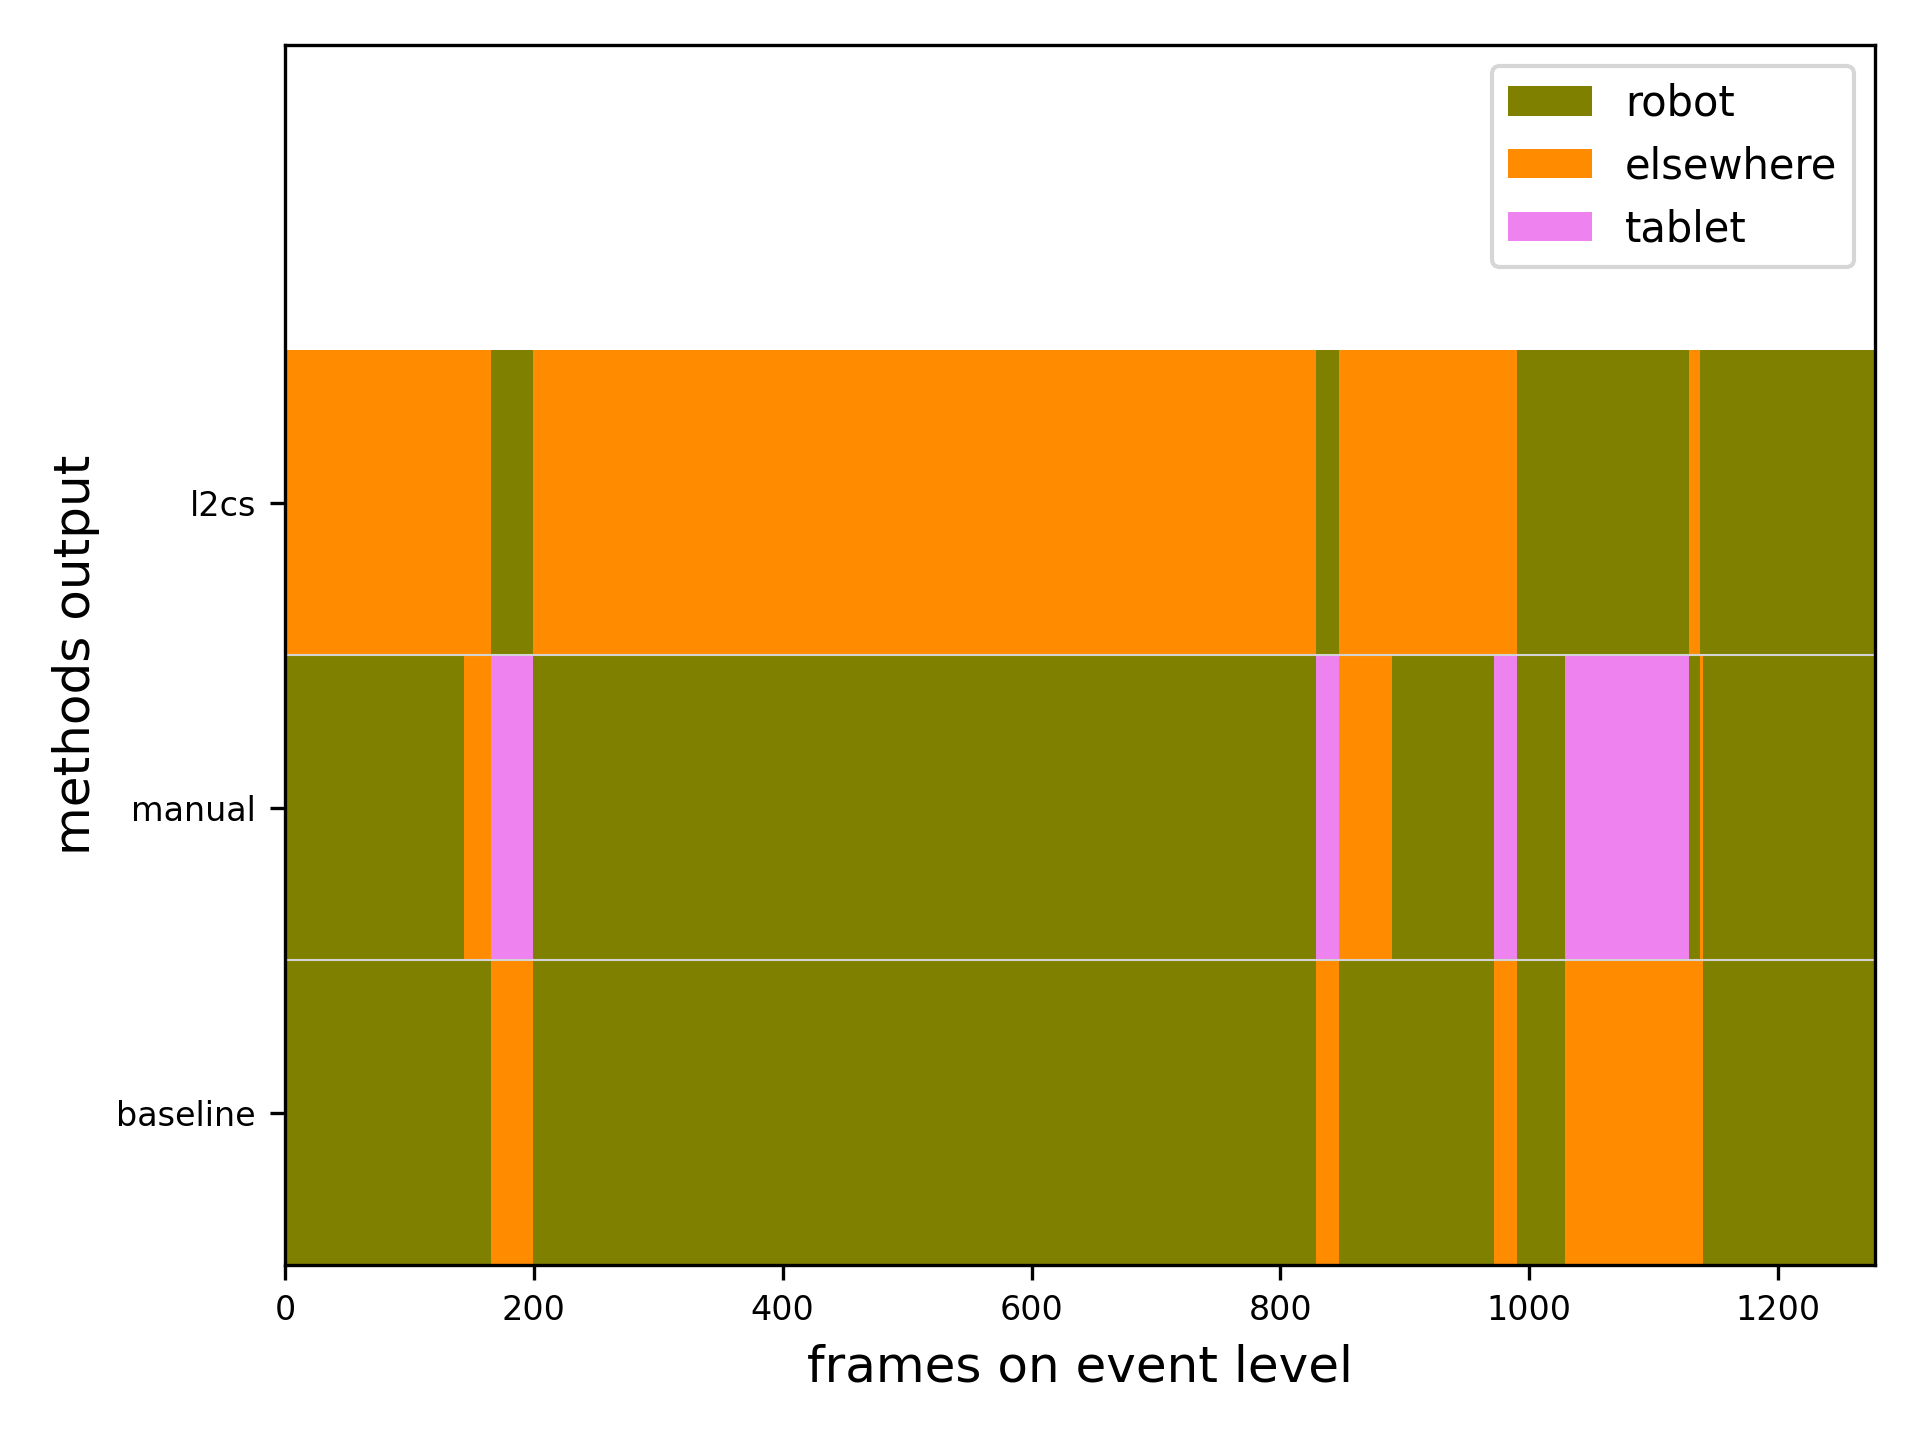 robot
elsewhere
tablet
methods output
l2cs
manual
baseline
0 200 400 600 800 1000 1200
frames on event level